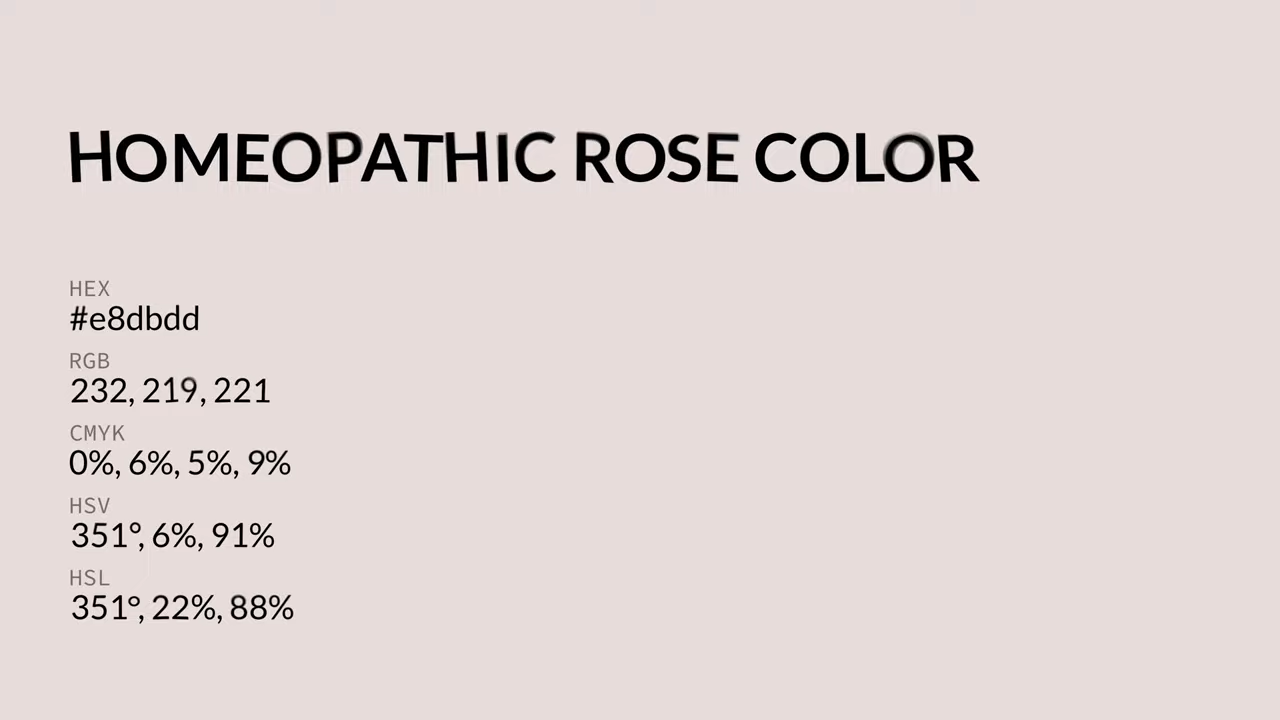 HOMEOPATHIC ROSE COLOR
HEX
#e8dbdd
RGB
232, 219, 221
CMYK
0%, 6%, 5%, 9%
HSV
351°, 6%, 91%
HSL
351°, 22%, 88%